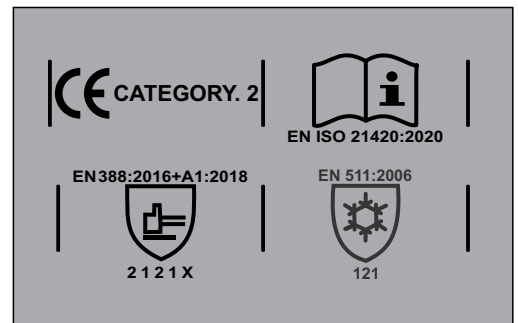 CE CATEGORY. 2
i
EN ISO 21420:2020
EN388:2016+A1:2018
2121X
EN 511:2006
121